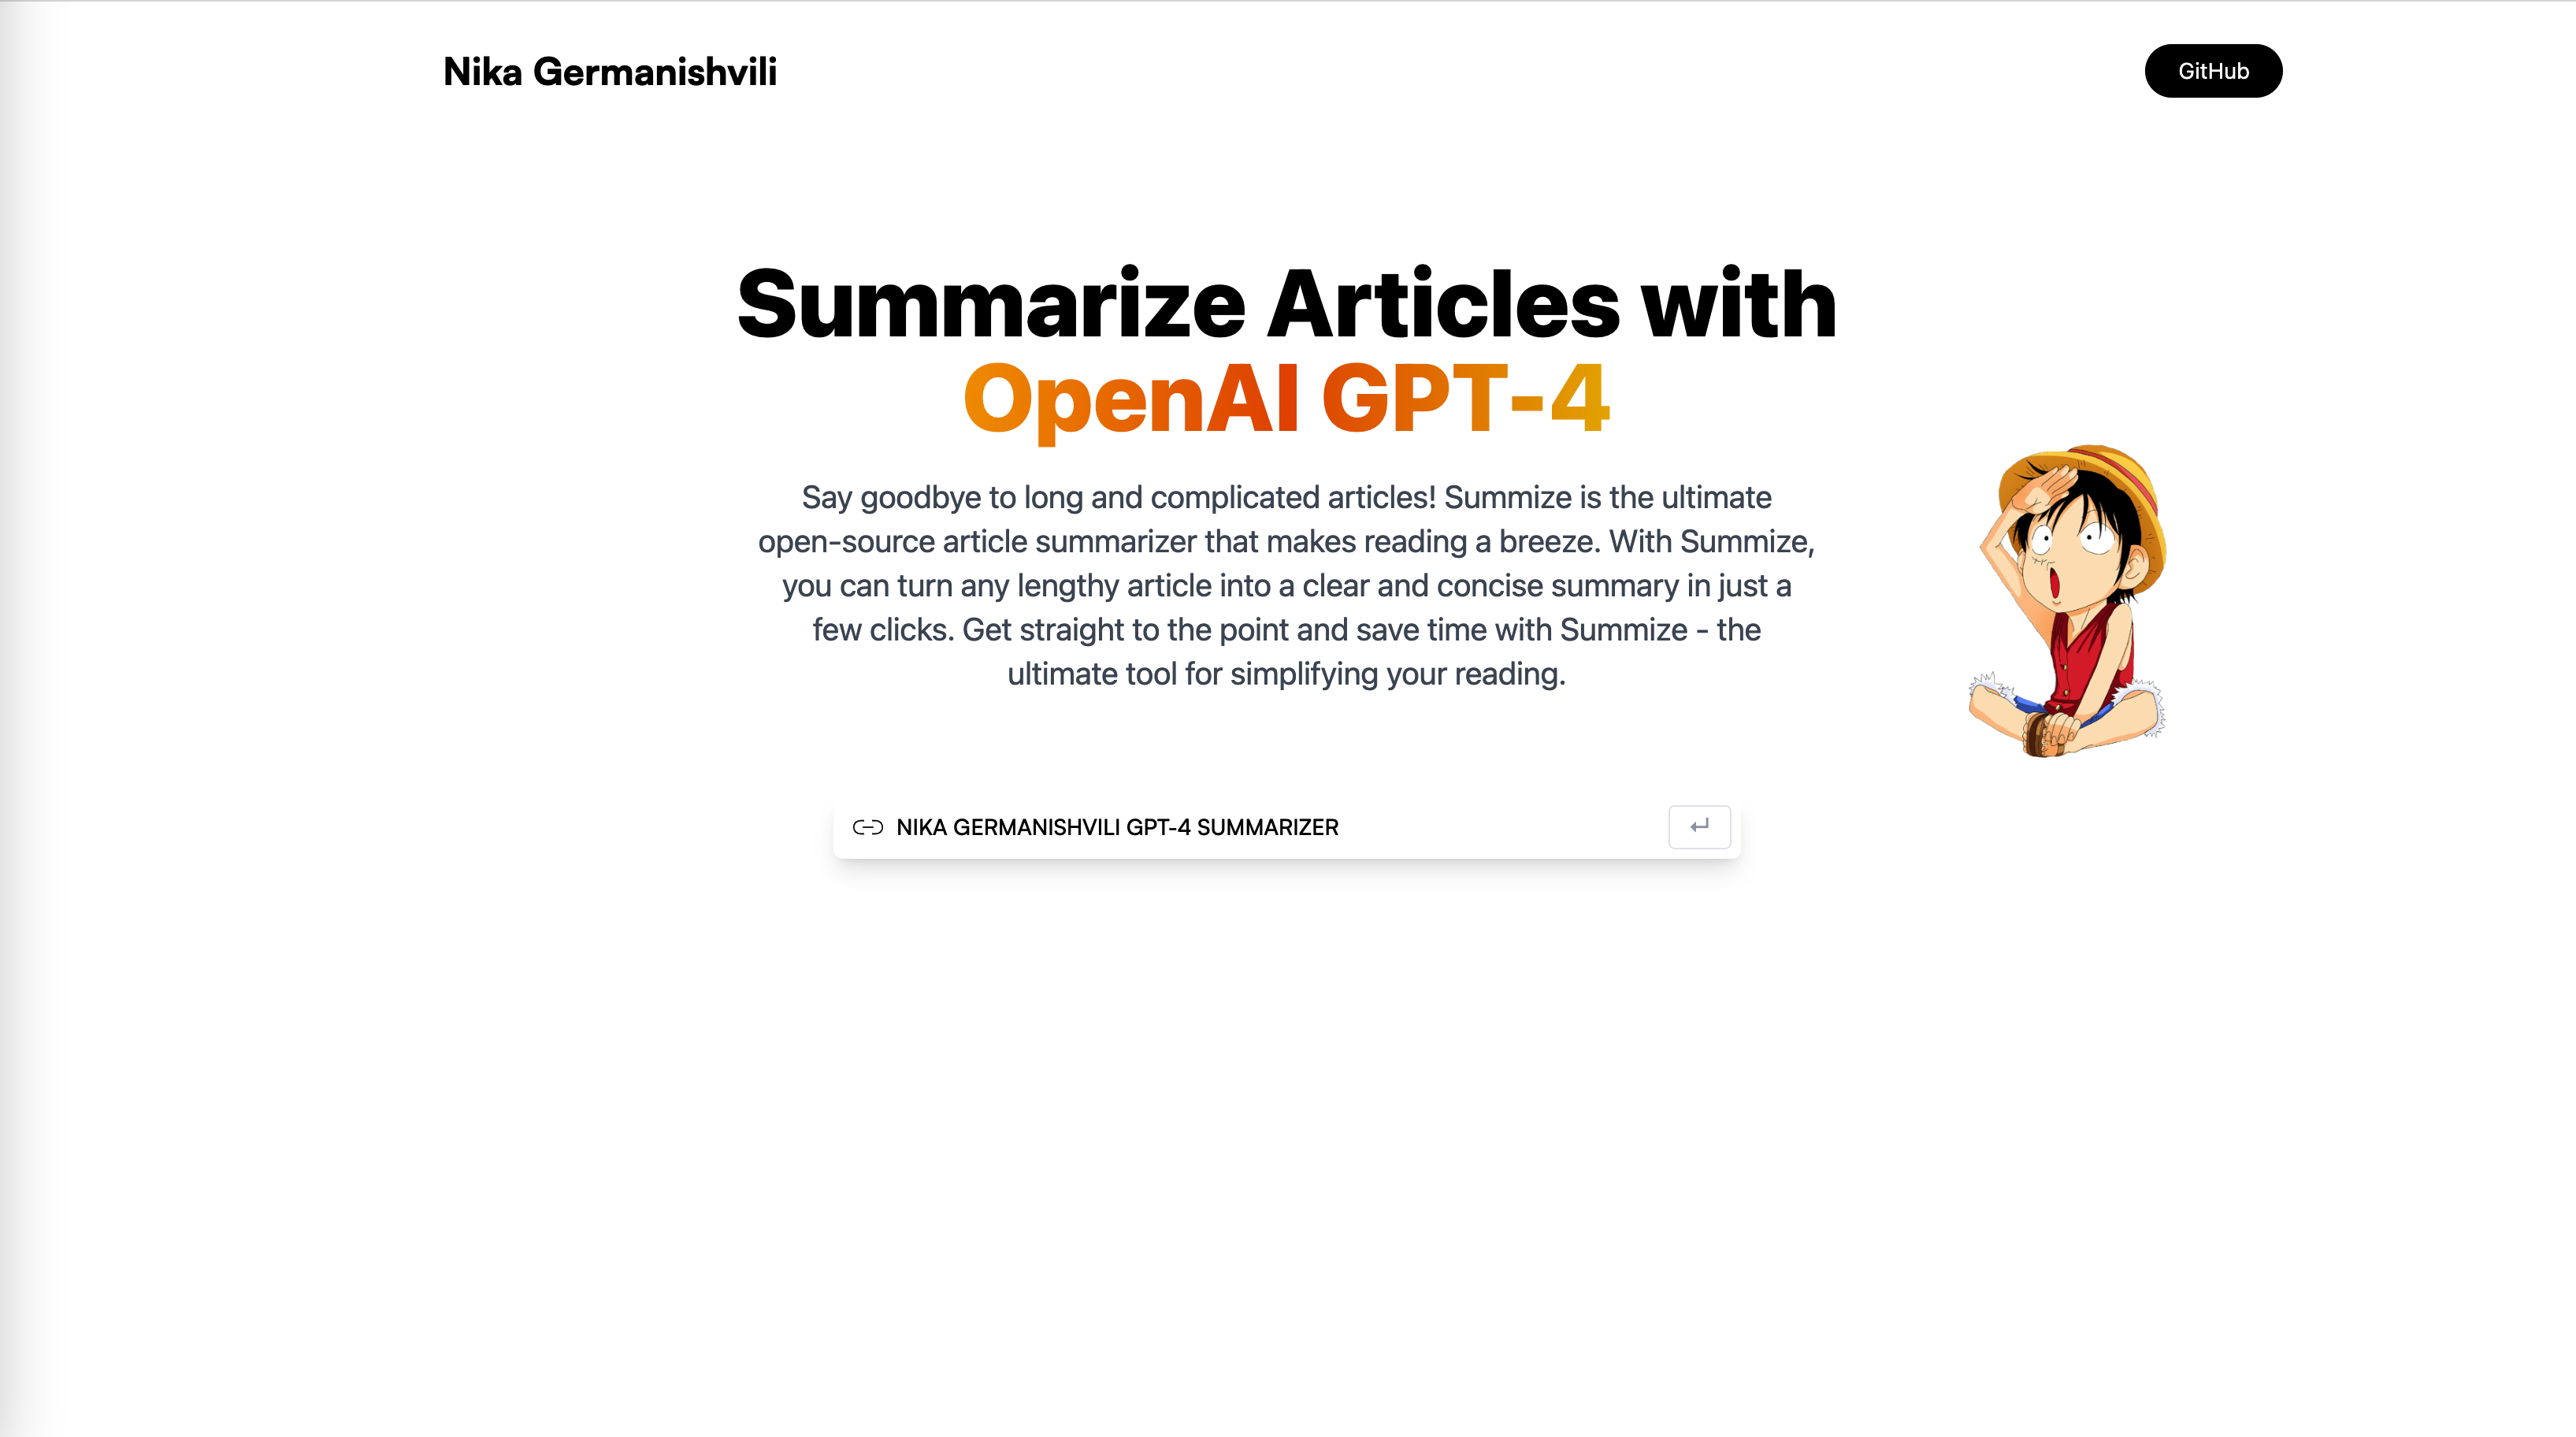 Nika Germanishvili
GitHub
Summarize Articles with
OpenAI GPT-4
Say goodbye to long and complicated articles! Summize is the ultimate
open-source article summarizer that makes reading a breeze. With Summize,
you can turn any lengthy article into a clear and concise summary in just a
few clicks. Get straight to the point and save time with Summize - the
ultimate tool for simplifying your reading.
NIKA GERMANISHVILI GPT-4 SUMMARIZER